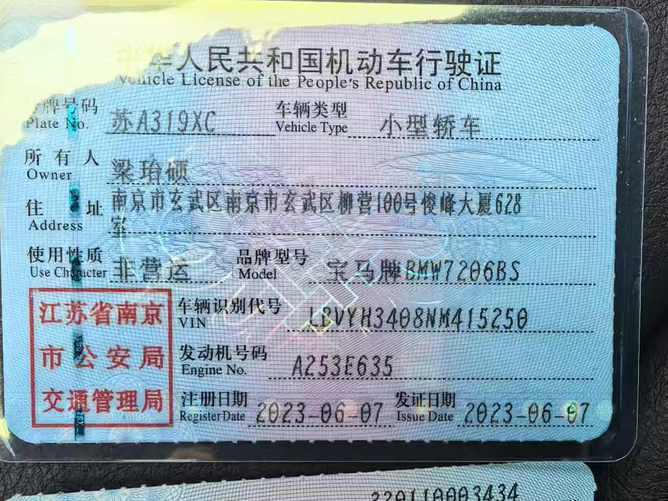 中华人民共和国机动车行驶证
Vehicle License of the People's Republic of China
号牌号码 苏A319XC 车辆类型 小型轿车
Plate No. Vehicle Type
所有人 梁珆硕
Owner
住址 南京市玄武区南京市玄武区柳营100号俊峰大厦628
Address 室
使用性质 非营运 品牌型号 宝马牌BMW7206BS
Use Character Model
江苏省南京
市公安局
交通管理局
车辆识别代号 LBVYH3408NM415250
VIN
发动机号码 A253E635
Engine No.
注册日期 2023-06-07 发证日期 2023-06-07
Register Date Issue Date
320110003434